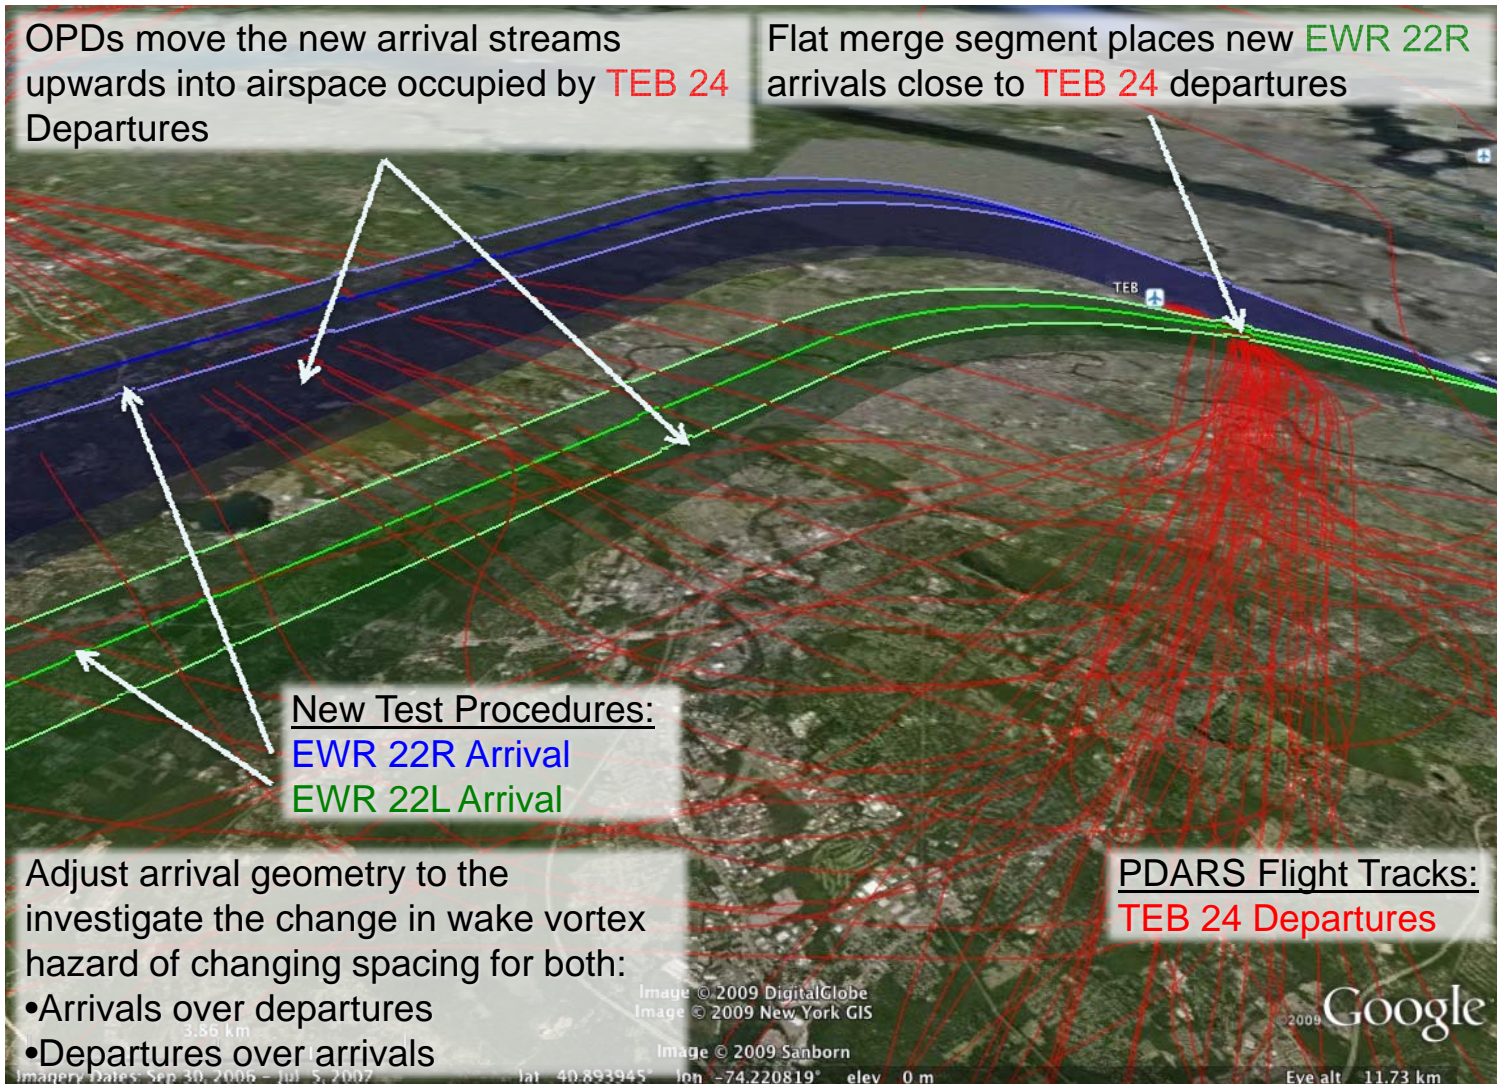 OPDs move the new arrival streams
upwards into airspace occupied by TEB 24
Departures
Flat merge segment places new EWR 22R
arrivals close to TEB 24 departures
TEB
New Test Procedures:
EWR 22R Arrival
EWR 22L Arrival
Adjust arrival geometry to the
investigate the change in wake vortex
hazard of changing spacing for both:
•Arrivals over departures
•Departures over arrivals
PDARS Flight Tracks:
TEB 24 Departures
3.86 km
Image © 2009 DigitalGlobe
Image © 2009 New York GIS
Image © 2009 Sanborn
©2009 Google
Imagery Dates: Sep 30, 2006 - Jul 5, 2007
lat 40.893945° lon -74.220819° elev 0 m
Eye alt 11.73 km